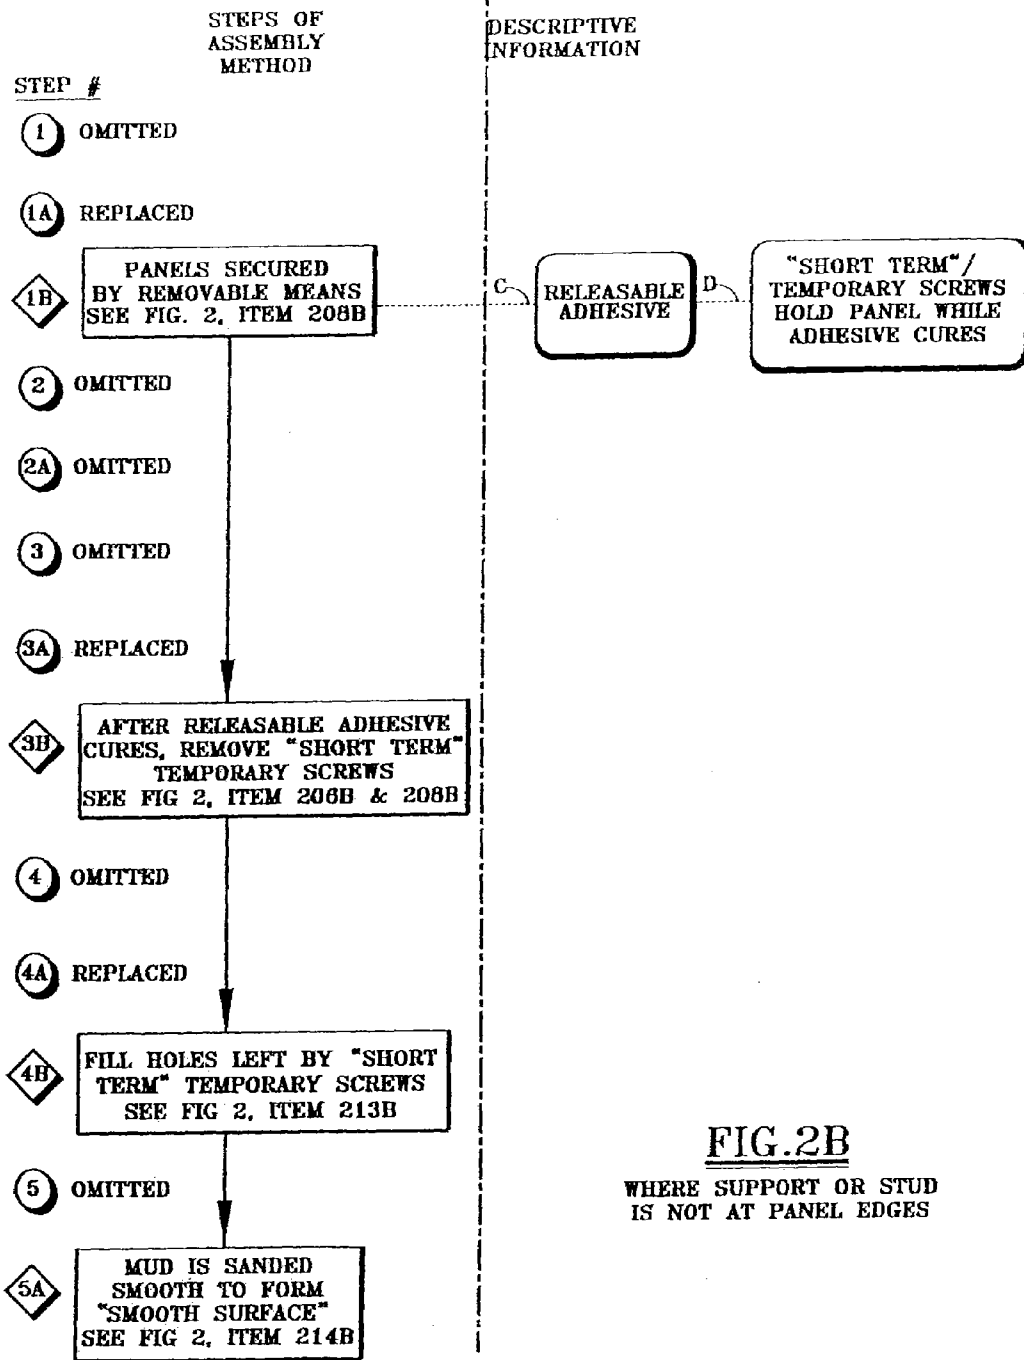 STEPS OF
ASSEMBLY
METHOD
DESCRIPTIVE
INFORMATION
STEP #
1 OMITTED
1A REPLACED
1B
PANELS SECURED
BY REMOVABLE MEANS
SEE FIG. 2, ITEM 208B
C
RELEASABLE
ADHESIVE
D
"SHORT TERM"/
TEMPORARY SCREWS
HOLD PANEL WHILE
ADHESIVE CURES
2 OMITTED
2A OMITTED
3 OMITTED
3A REPLACED
3B
AFTER RELEASABLE ADHESIVE
CURES, REMOVE "SHORT TERM"
TEMPORARY SCREWS
SEE FIG 2, ITEM 206B & 208B
4 OMITTED
4A REPLACED
4B
FILL HOLES LEFT BY "SHORT
TERM" TEMPORARY SCREWS
SEE FIG 2, ITEM 213B
5 OMITTED
5A
MUD IS SANDED
SMOOTH TO FORM
"SMOOTH SURFACE"
SEE FIG 2, ITEM 214B
FIG.2B
WHERE SUPPORT OR STUD
IS NOT AT PANEL EDGES